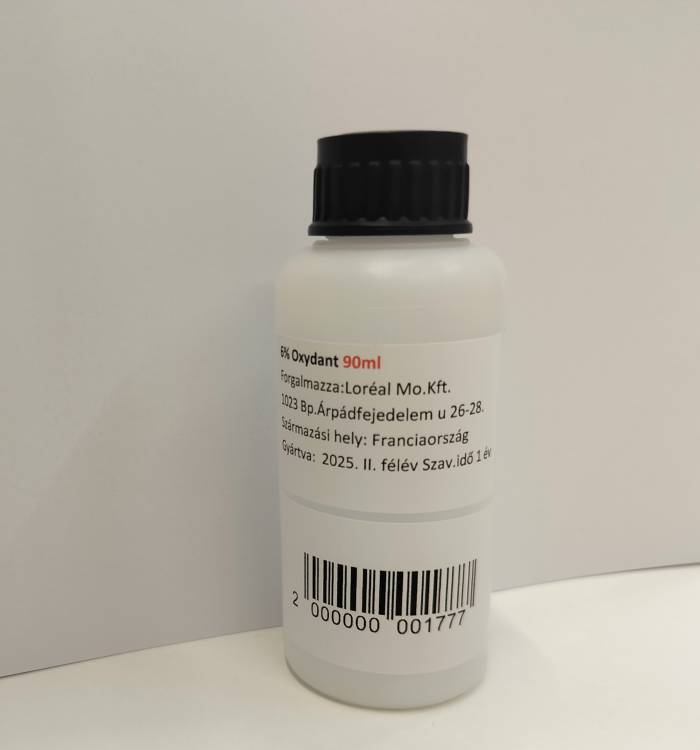 6% Oxydant 90ml
Forgalmazza:Loréal Mo.Kft.
1023 Bp.Árpádfejedelem u 26-28.
Származási hely: Franciaország
Gyártva: 2025. II. félév Szav.idő 1 év
2 000000 001777